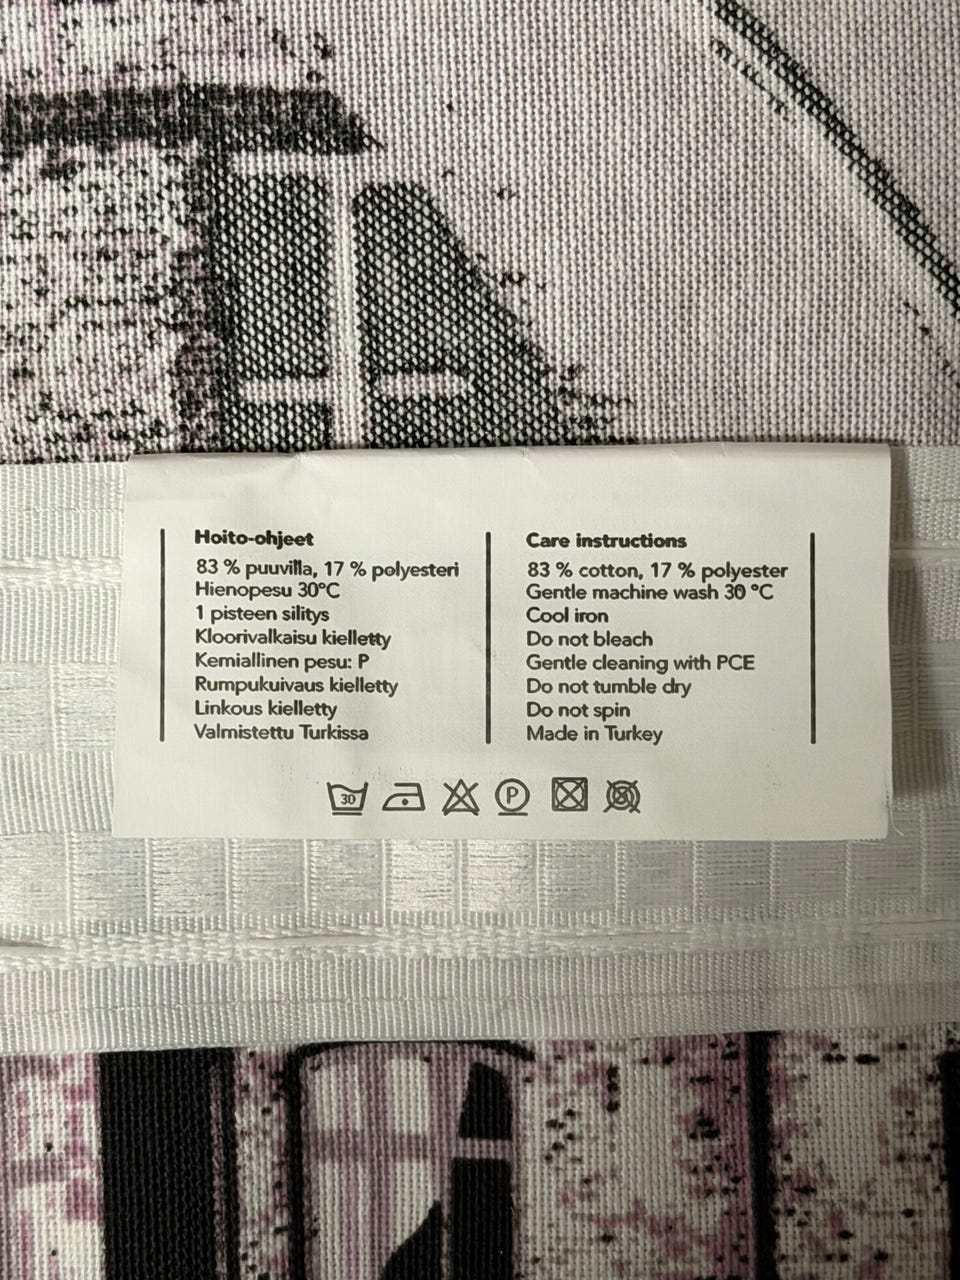 Hoito-ohjeet
83 % puuvilla, 17 % polyesteri
Hienopesu 30°C
1 pisteen silitys
Kloorivalkaisu kielletty
Kemiallinen pesu: P
Rumpukuivaus kielletty
Linkous kielletty
Valmistettu Turkissa
Care instructions
83 % cotton, 17 % polyester
Gentle machine wash 30 °C
Cool iron
Do not bleach
Gentle cleaning with PCE
Do not tumble dry
Do not spin
Made in Turkey
30 P